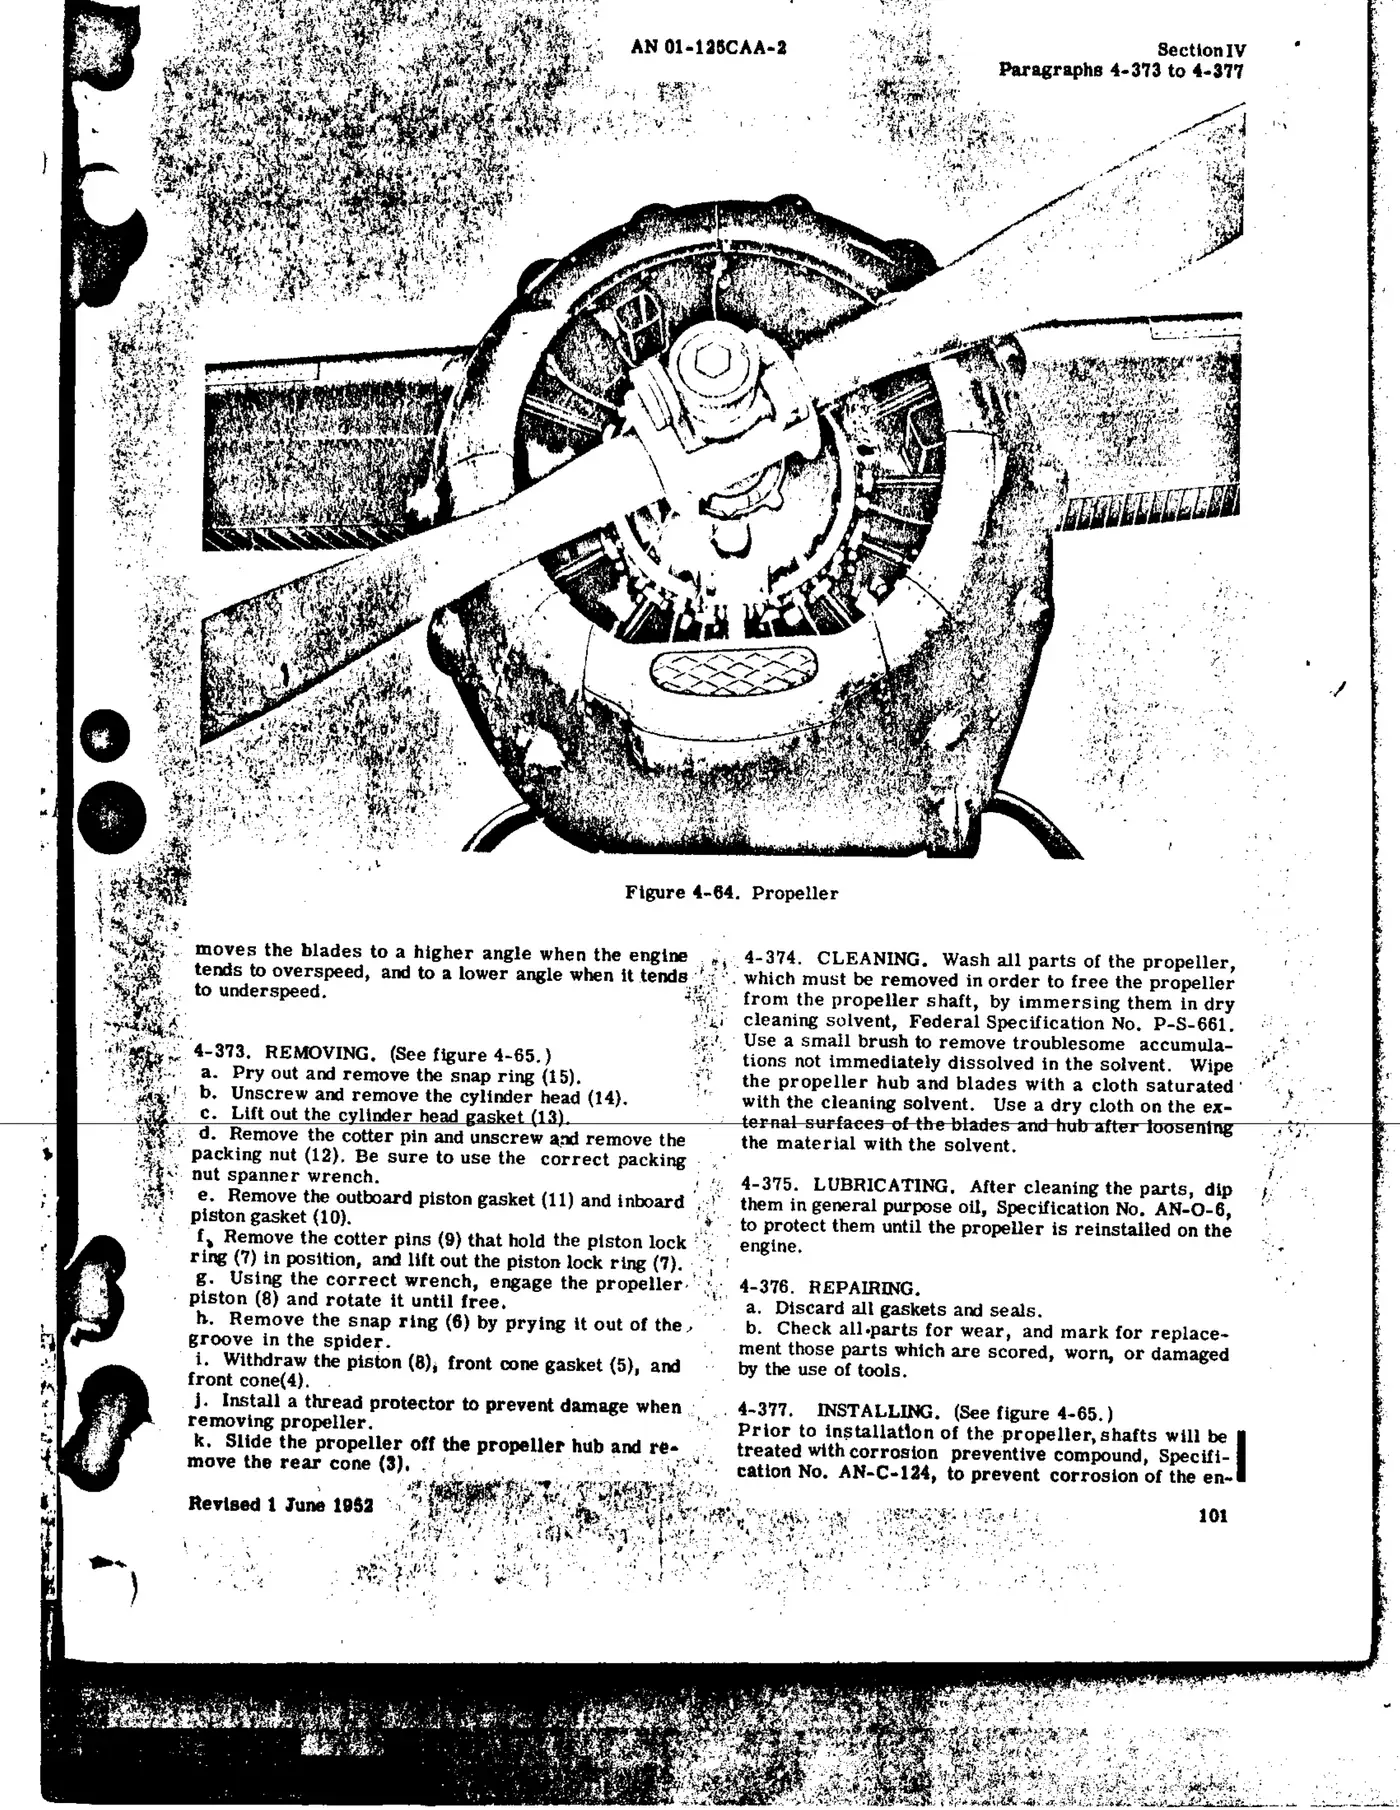 AN 01-125CAA-2
Section IV
Paragraphs 4-373 to 4-377
Figure 4-64. Propeller
moves the blades to a higher angle when the engine
tends to overspeed, and to a lower angle when it tends
to underspeed.
4-373. REMOVING. (See figure 4-65.)
a. Pry out and remove the snap ring (15).
b. Unscrew and remove the cylinder head (14).
c. Lift out the cylinder head gasket (13).
d. Remove the cotter pin and unscrew and remove the
packing nut (12). Be sure to use the correct packing
nut spanner wrench.
e. Remove the outboard piston gasket (11) and inboard
piston gasket (10).
f. Remove the cotter pins (9) that hold the piston lock
ring (7) in position, and lift out the piston lock ring (7).
g. Using the correct wrench, engage the propeller
piston (8) and rotate it until free.
h. Remove the snap ring (6) by prying it out of the
groove in the spider.
i. Withdraw the piston (8), front cone gasket (5), and
front cone(4).
j. Install a thread protector to prevent damage when
removing propeller.
k. Slide the propeller off the propeller hub and re-
move the rear cone (3).
4-374. CLEANING. Wash all parts of the propeller,
which must be removed in order to free the propeller
from the propeller shaft, by immersing them in dry
cleaning solvent, Federal Specification No. P-S-661.
Use a small brush to remove troublesome accumula-
tions not immediately dissolved in the solvent. Wipe
the propeller hub and blades with a cloth saturated
with the cleaning solvent. Use a dry cloth on the ex-
ternal surfaces of the blades and hub after loosening
the material with the solvent.
4-375. LUBRICATING. After cleaning the parts, dip
them in general purpose oil, Specification No. AN-O-6,
to protect them until the propeller is reinstalled on the
engine.
4-376. REPAIRING.
a. Discard all gaskets and seals.
b. Check all parts for wear, and mark for replace-
ment those parts which are scored, worn, or damaged
by the use of tools.
4-377. INSTALLING. (See figure 4-65.)
Prior to installation of the propeller, shafts will be
treated with corrosion preventive compound, Specifi-
cation No. AN-C-124, to prevent corrosion of the en-
Revised 1 June 1952
101